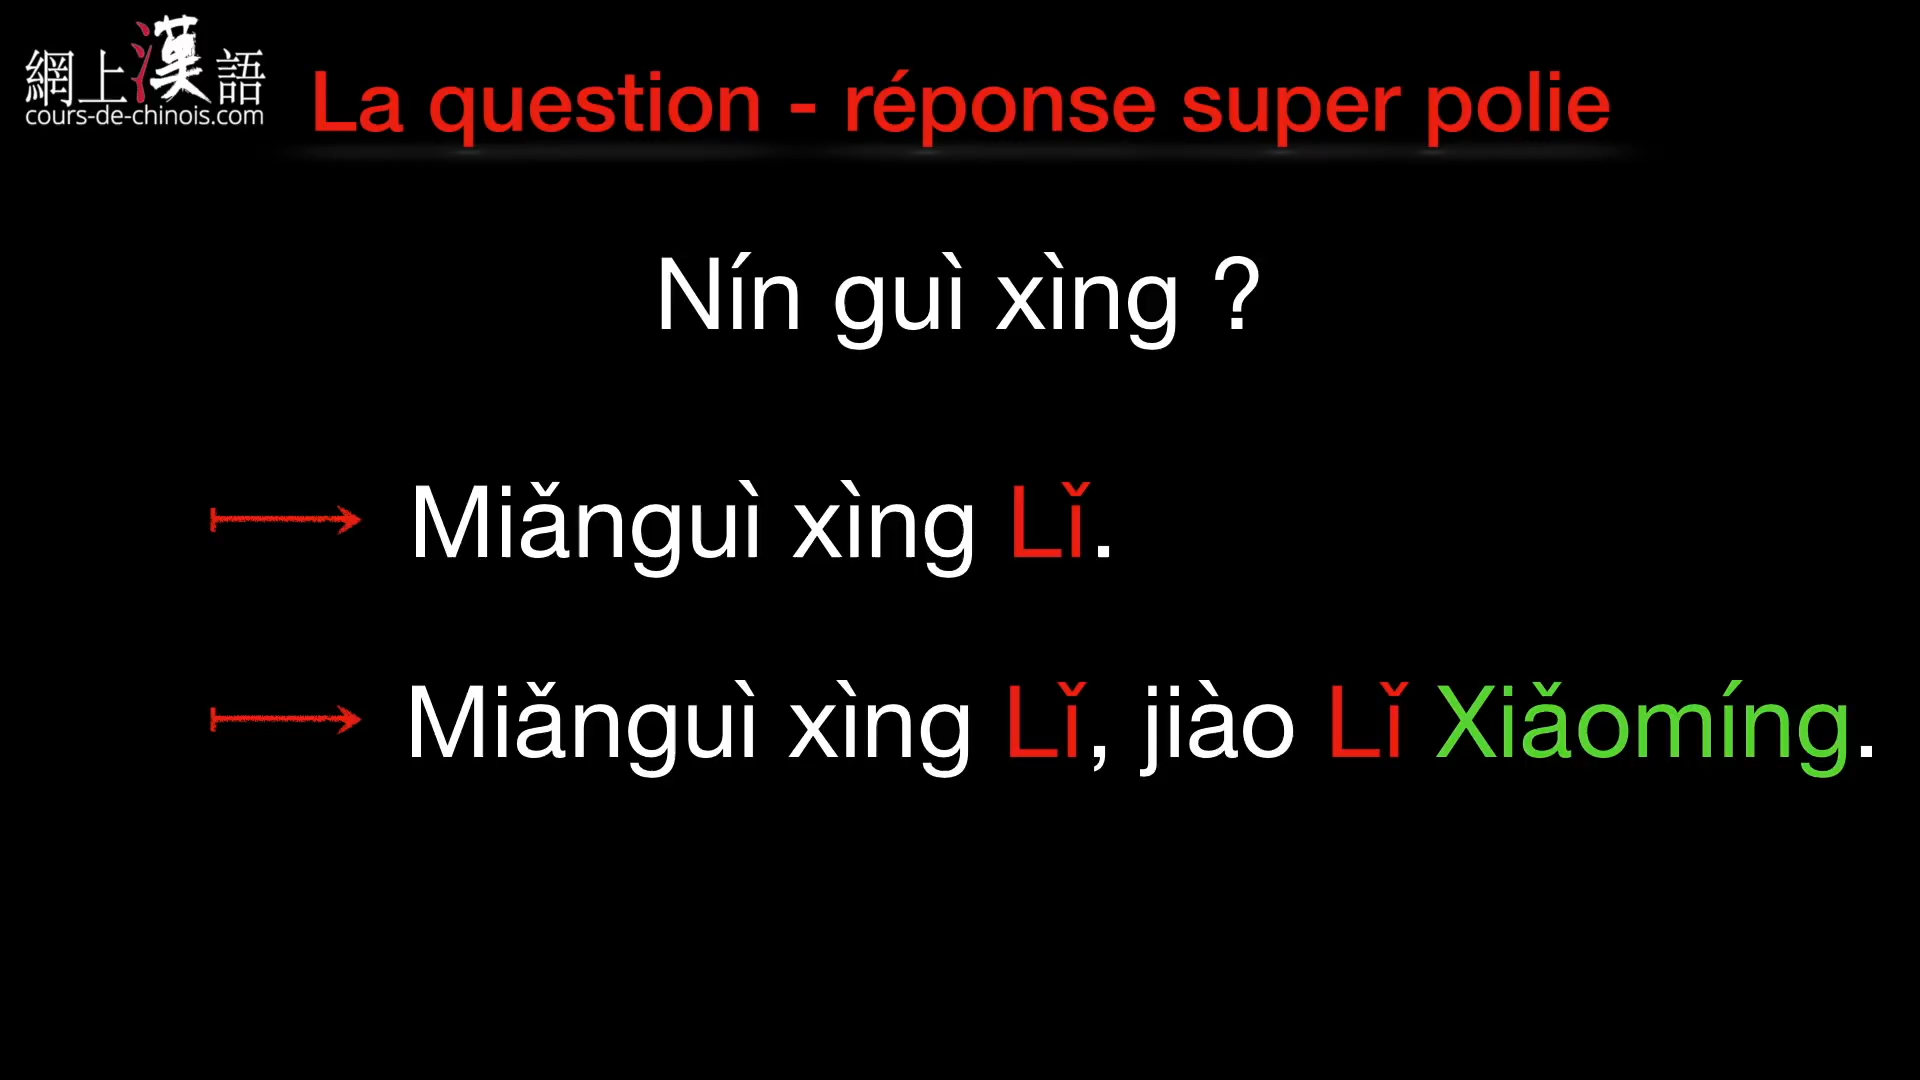 網上漢語
cours-de-chinois.com
La question - réponse super polie
Nín guì xìng ?
Miǎnguì xìng Lǐ.
Miǎnguì xìng Lǐ, jiào Lǐ Xiǎomíng.